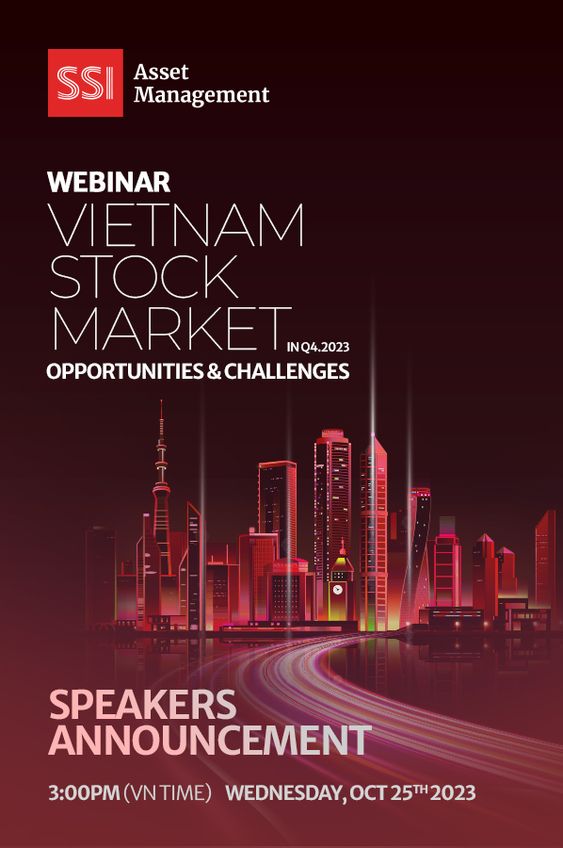 SSI
Asset
Management
WEBINAR
VIETNAM
STOCK
MARKET IN Q4.2023
OPPORTUNITIES & CHALLENGES
SPEAKERS
ANNOUNCEMENT
3:00PM (VN TIME) WEDNESDAY, OCT 25TH 2023